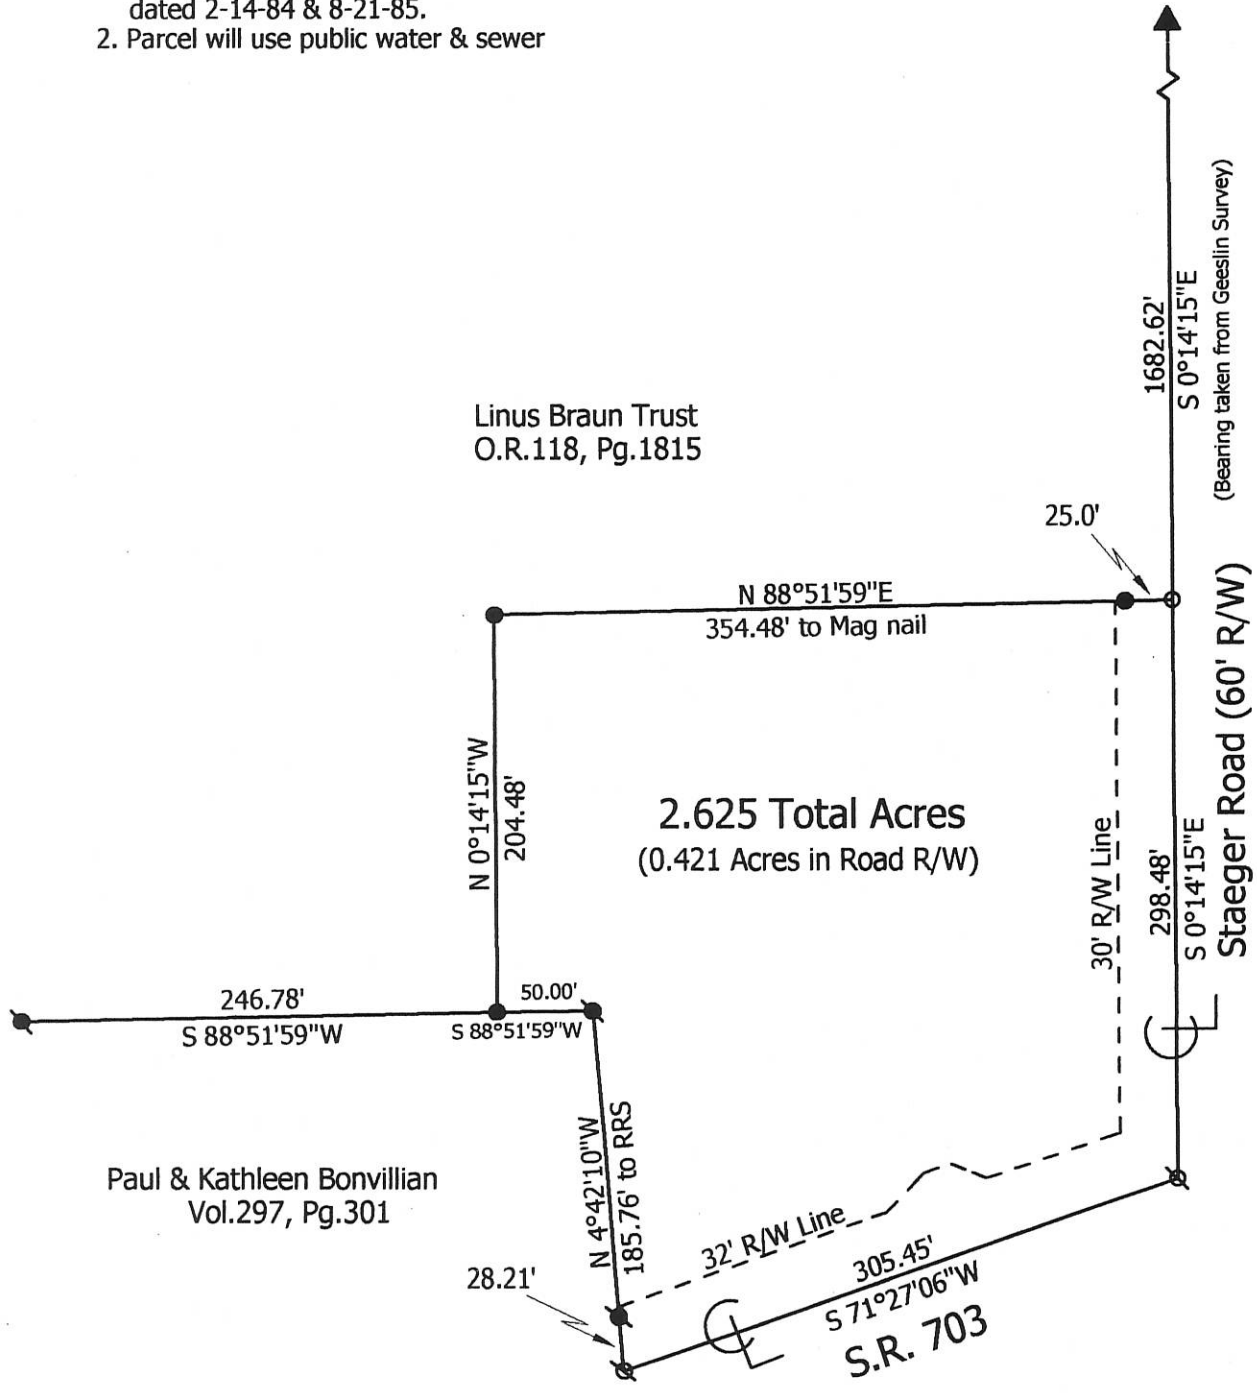 dated 2-14-84 & 8-21-85.
2. Parcel will use public water & sewer
1682.62'
S 0°14'15"E
(Bearing taken from Geeslin Survey)
Linus Braun Trust
O.R.118, Pg.1815
25.0'
N 88°51'59"E
354.48' to Mag nail
Staeger Road (60' R/W)
N 0°14'15"W
204.48'
2.625 Total Acres
(0.421 Acres in Road R/W)
30' R/W Line
298.48'
S 0°14'15"E
246.78'
S 88°51'59"W
50.00'
S 88°51'59"W
N 4°42'10"W
185.76' to RRS
Paul & Kathleen Bonvillian
Vol.297, Pg.301
28.21'
32' R/W Line
305.45'
S 71°27'06"W
S.R. 703